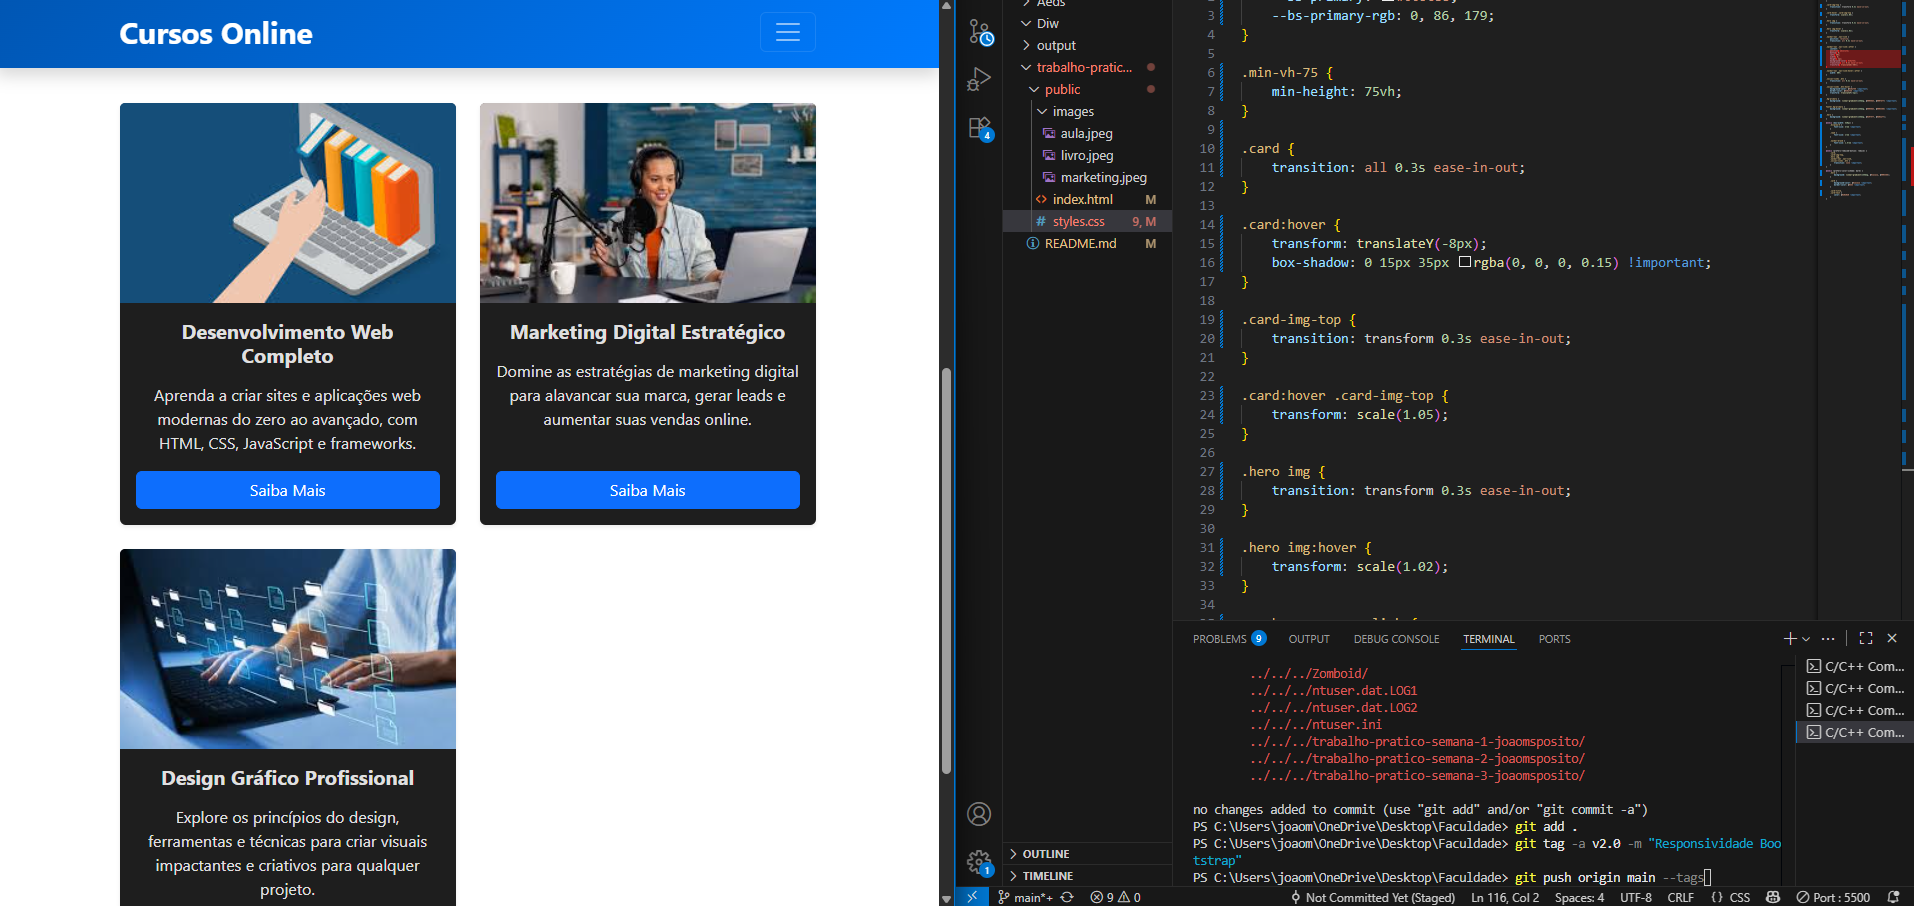 Cursos Online
Desenvolvimento Web
Completo
Aprenda a criar sites e aplicações web
modernas do zero ao avançado, com
HTML, CSS, JavaScript e frameworks.
Saiba Mais
Marketing Digital Estratégico
Domine as estratégias de marketing digital
para alavancar sua marca, gerar leads e
aumentar suas vendas online.
Saiba Mais
Design Gráfico Profissional
Explore os princípios do design,
ferramentas e técnicas para criar visuais
impactantes e criativos para qualquer
projeto.
4
1
Aeds
Diw
output
trabalho-pratic...
public
images
aula.jpeg
livro.jpeg
marketing.jpeg
index.html M
styles.css 9, M
README.md M
OUTLINE
TIMELINE
3 --bs-primary-rgb: 0, 86, 179;
4 }
5
6 .min-vh-75 {
7 min-height: 75vh;
8 }
9
10 .card {
11 transition: all 0.3s ease-in-out;
12 }
13
14 .card:hover {
15 transform: translateY(-8px);
16 box-shadow: 0 15px 35px rgba(0, 0, 0, 0.15) !important;
17 }
18
19 .card-img-top {
20 transition: transform 0.3s ease-in-out;
21 }
22
23 .card:hover .card-img-top {
24 transform: scale(1.05);
25 }
26
27 .hero img {
28 transition: transform 0.3s ease-in-out;
29 }
30
31 .hero img:hover {
32 transform: scale(1.02);
33 }
34
PROBLEMS 9 OUTPUT DEBUG CONSOLE TERMINAL PORTS
../../../Zomboid/
../../../ntuser.dat.LOG1
../../../ntuser.dat.LOG2
../../../ntuser.ini
../../../trabalho-pratico-semana-1-joaomsposito/
../../../trabalho-pratico-semana-2-joaomsposito/
../../../trabalho-pratico-semana-3-joaomsposito/
no changes added to commit (use "git add" and/or "git commit -a")
PS C:\Users\joaom\OneDrive\Desktop\Faculdade> git add .
PS C:\Users\joaom\OneDrive\Desktop\Faculdade> git tag -a v2.0 -m "Responsividade Boo
tstrap"
PS C:\Users\joaom\OneDrive\Desktop\Faculdade> git push origin main --tags
C/C++ Com...
C/C++ Com...
C/C++ Com...
C/C++ Com...
main*+ 9 0 Not Committed Yet (Staged) Ln 116, Col 2 Spaces: 4 UTF-8 CRLF {} CSS Port : 5500